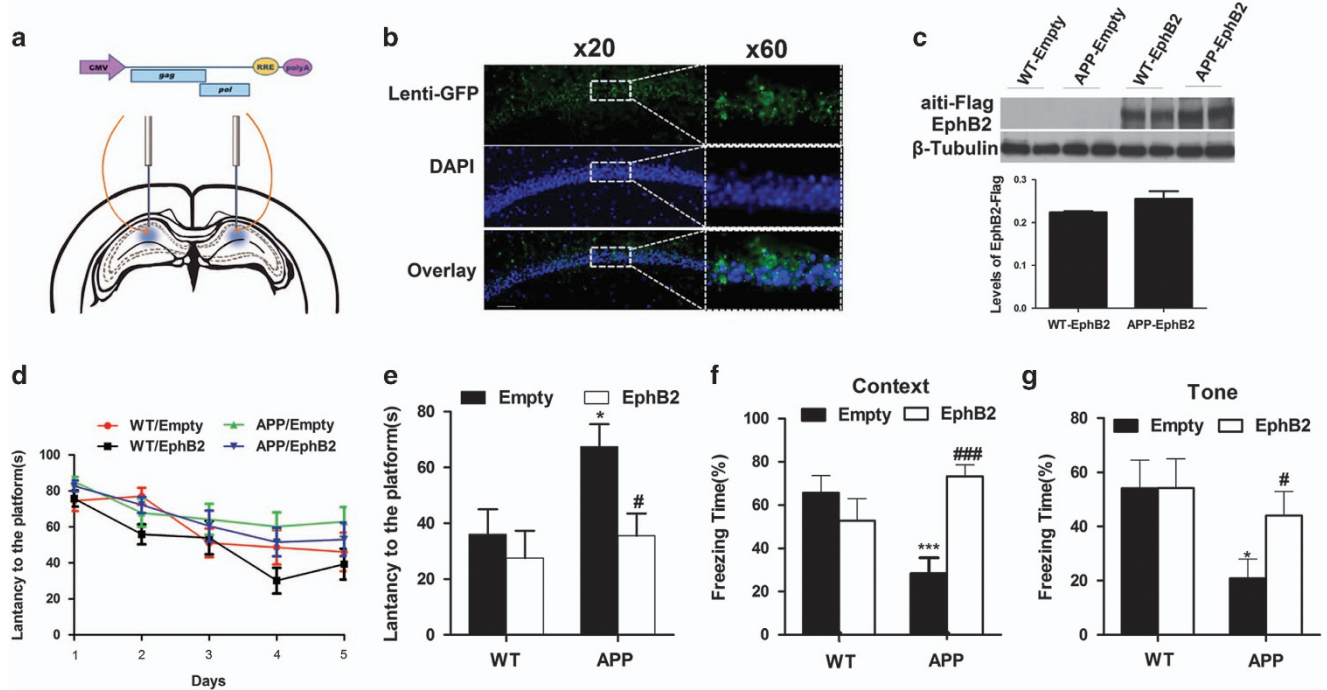 a
CMV
gag
pol
RRE
polyA
b
x20
x60
Lenti-GFP
DAPI
Overlay
c
WT-Empty
APP-Empty
WT-EphB2
APP-EphB2
aiti-Flag
EphB2
β-Tubulin
Levels of EphB2-Flag
0.3
0.2
0.1
0.0
WT-EphB2
APP-EphB2
d
WT/Empty
APP/Empty
WT/EphB2
APP/EphB2
Lantancy to the platform(s)
100
80
60
40
20
0
1 2 3 4 5
Days
e
Empty
EphB2
Lantancy to the platform(s)
80
60
40
20
0
*
#
WT
APP
f
Context
Empty
EphB2
Freezing Time(%)
100
80
60
40
20
0
***
###
WT
APP
g
Tone
Empty
EphB2
Freezing Time(%)
80
60
40
20
0
*
#
WT
APP